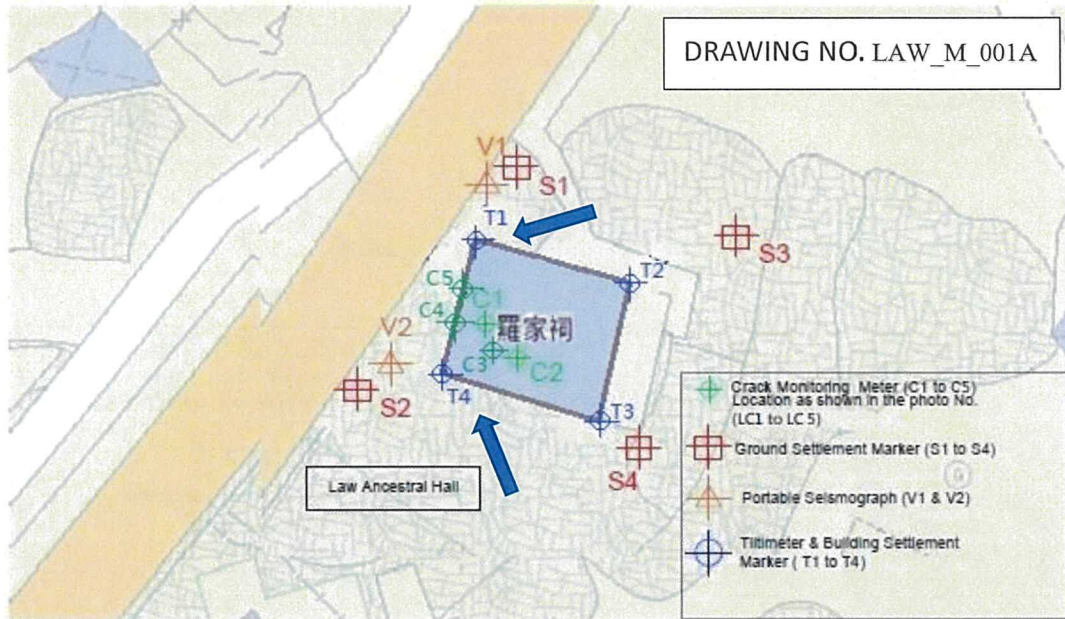 DRAWING NO. LAW_M_001A
V1
S1
T1
S3
T2
C5
C1
C4
羅家祠
V2
C3
C2
T4
S2
T3
S4
Law Ancestral Hall
Crack Monitoring Meter (C1 to C5)
Location as shown in the photo No.
(LC1 to LC 5)
Ground Settlement Marker (S1 to S4)
G
Portable Seismograph (V1 & V2)
Tiltimeter & Building Settlement
Marker ( T1 to T4)